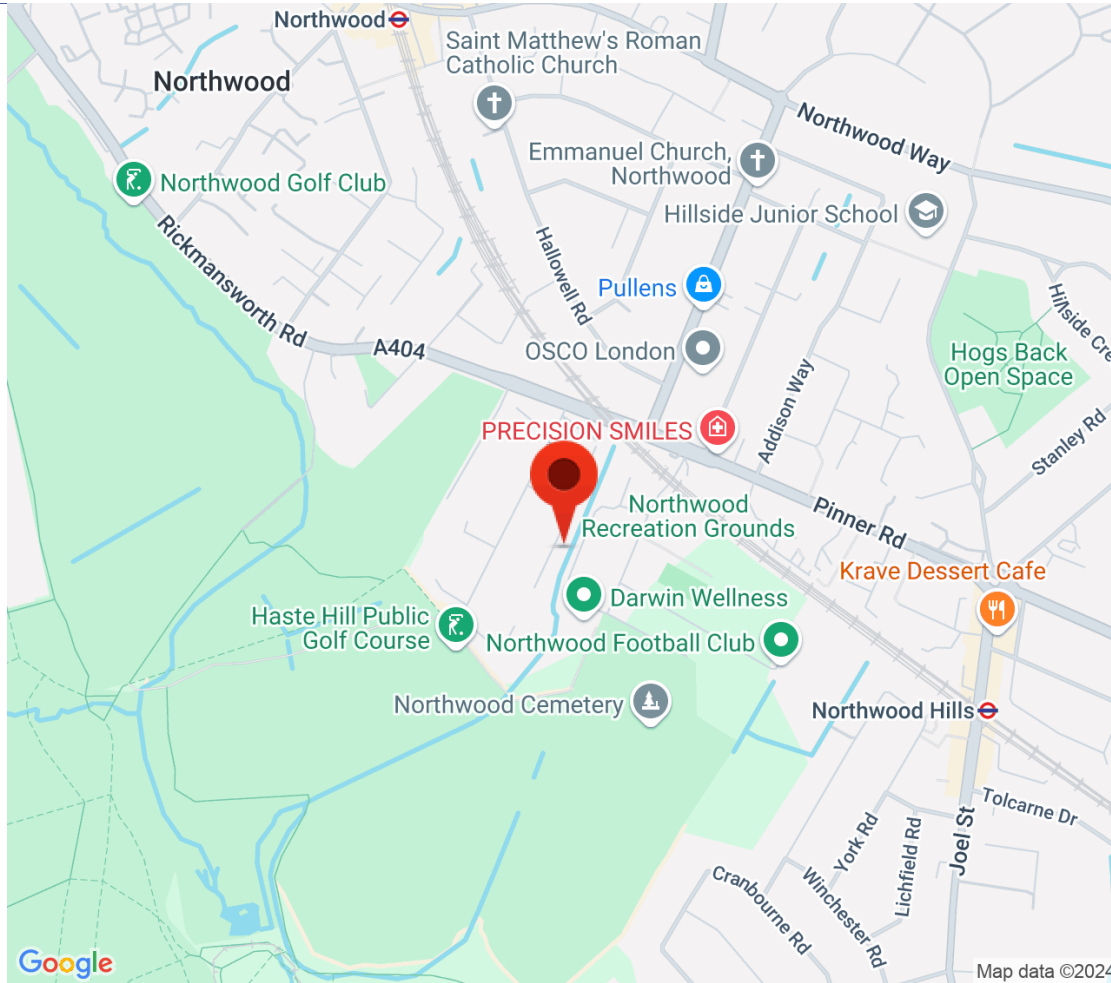 Northwood
Saint Matthew's Roman
Catholic Church
Northwood
Northwood Way
Emmanuel Church,
Northwood
Northwood Golf Club
Hillside Junior School
Rickmansworth Rd
Hallowell Rd
Pullens
Hillside Cre
A404
OSCO London
Hogs Back
Open Space
Addison Way
PRECISION SMILES
Stanley Rd
Northwood
Recreation Grounds
Pinner Rd
Krave Dessert Cafe
Darwin Wellness
Haste Hill Public
Golf Course
Northwood Football Club
Northwood Cemetery
Northwood Hills
Tolcarne Dr
York Rd
Lichfield Rd
Joel St
Cranbourne Rd
Winchester Rd
Google
Map data ©2024